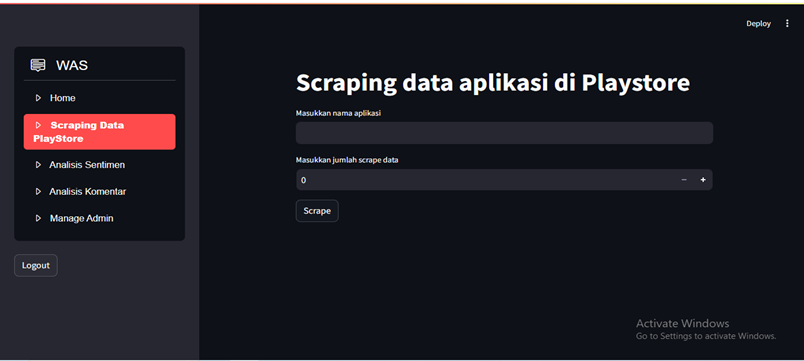 Deploy
WAS
Home
Scraping Data
PlayStore
Analisis Sentimen
Analisis Komentar
Manage Admin
Logout
Scraping data aplikasi di Playstore
Masukkan nama aplikasi
Masukkan jumlah scrape data
0
Scrape
Activate Windows
Go to Settings to activate Windows.